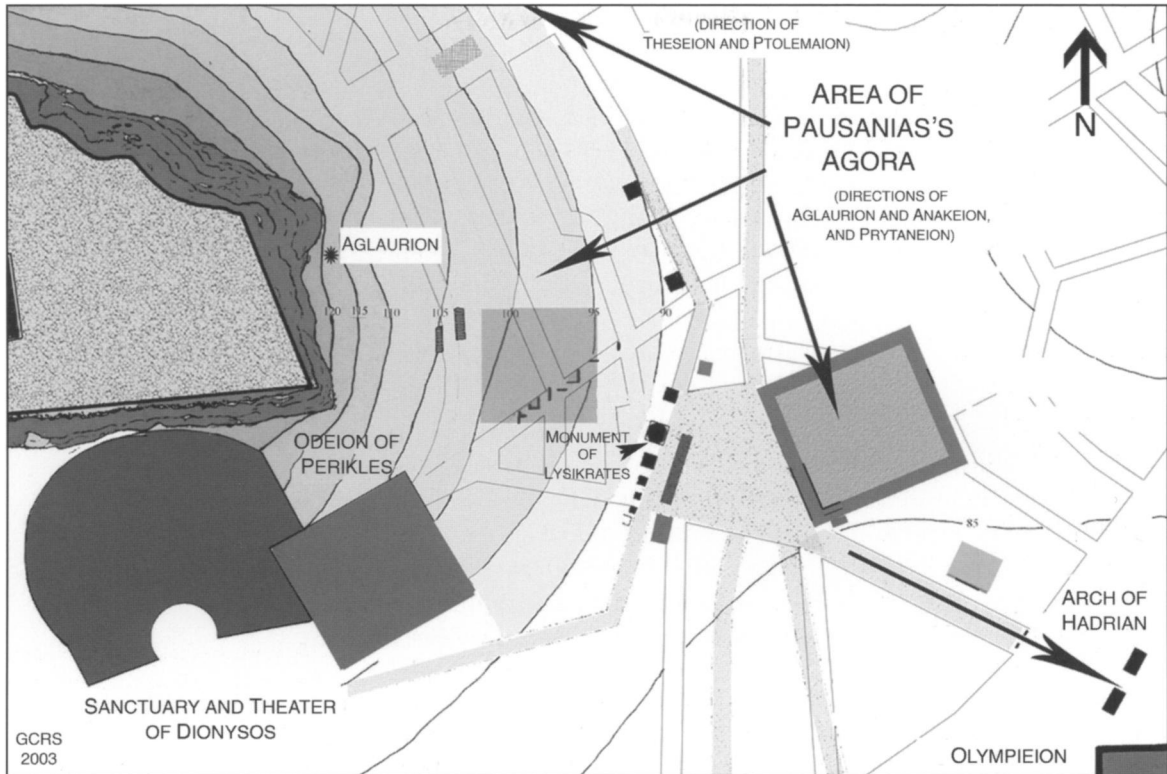 (DIRECTION OF
THESEION AND PTOLEMAION)
AREA OF
PAUSANIAS'S
AGORA
N
(DIRECTIONS OF
AGLAURION AND ANAKEION,
AND PRYTANEION)
AGLAURION
120 115 110 105 100 95 90
ODEION OF
PERIKLES
MONUMENT
OF
LYSIKRATES
85
ARCH OF
HADRIAN
SANCTUARY AND THEATER
OF DIONYSOS
GCRS
2003
OLYMPIEION